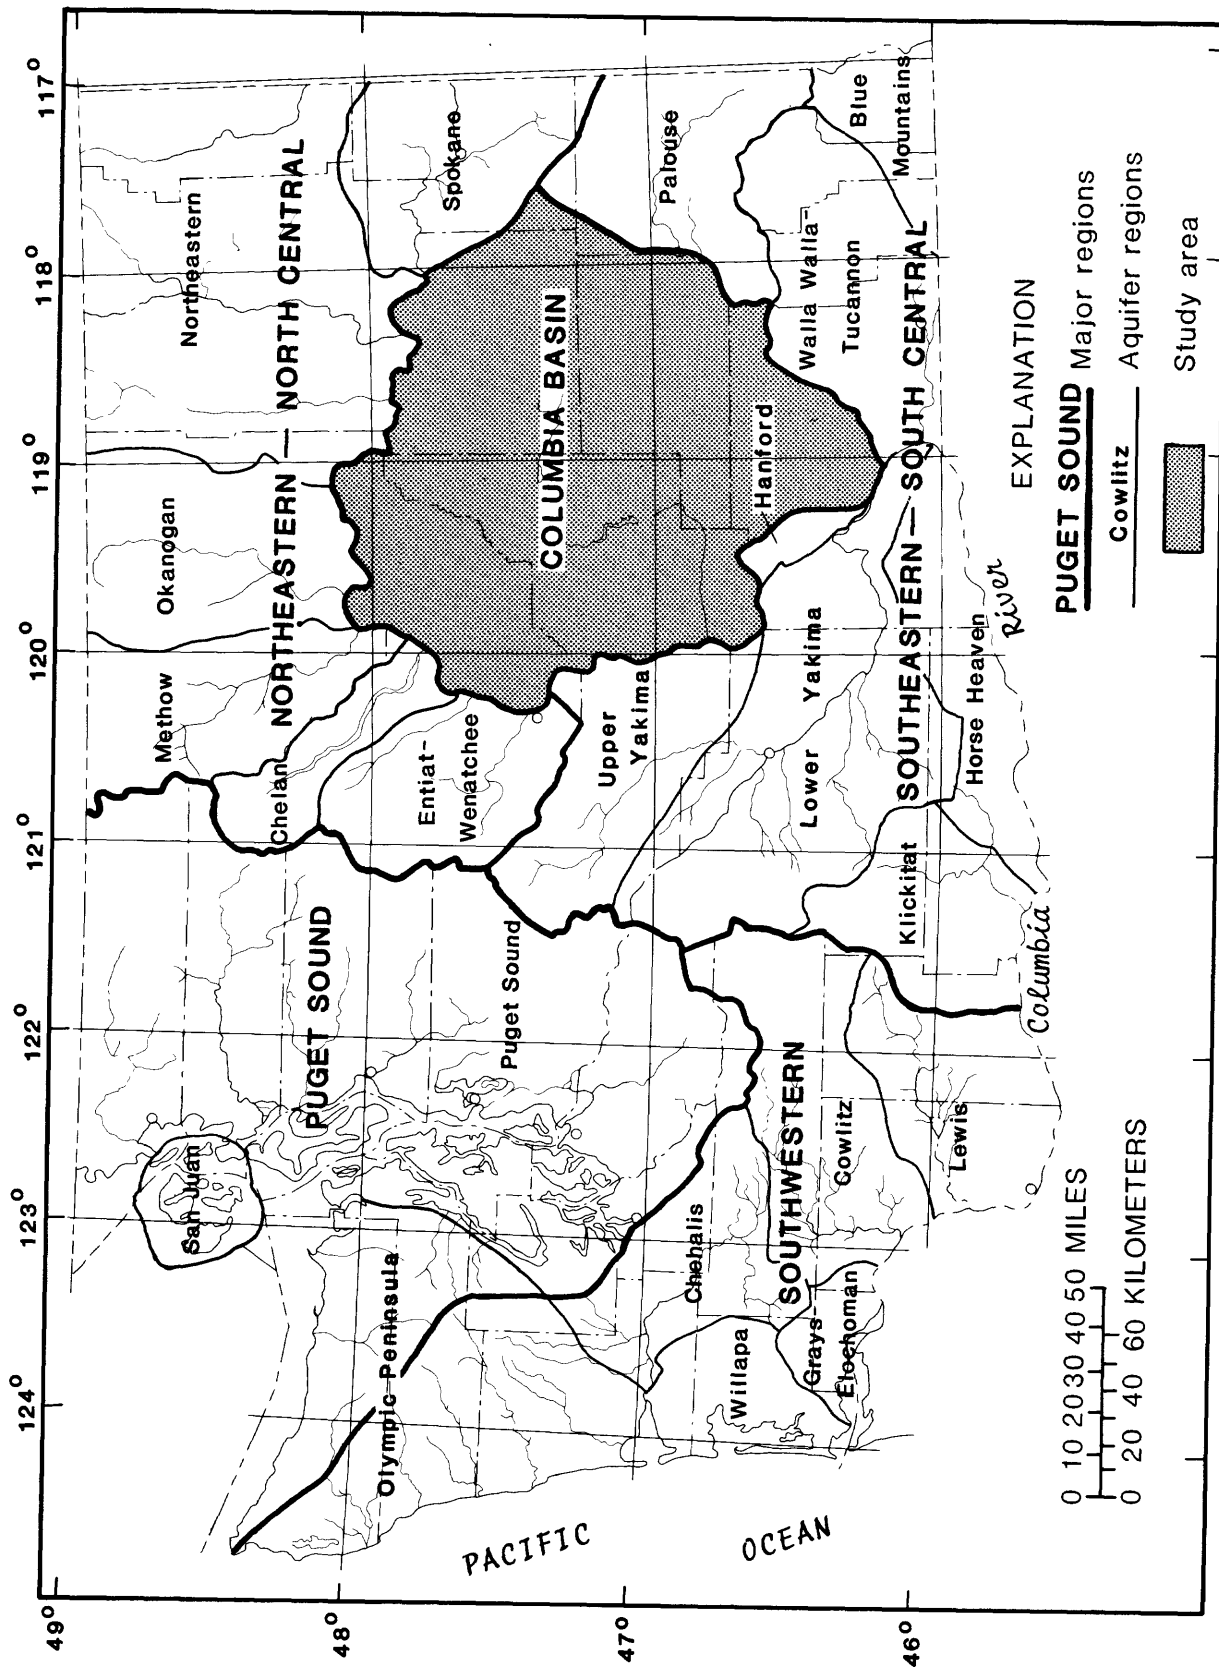 124°
123°
122°
121°
120°
119°
118°
117°
49°
48°
47°
46°
San Juan
Methow
Okanogan
Northeastern
PUGET SOUND
Chelan
NORTHEASTERN — NORTH CENTRAL
Olympic Peninsula
Entiat-
Wenatchee
Spokane
Puget Sound
COLUMBIA BASIN
Upper
Yakima
PACIFIC
Chehalis
Palouse
Willapa
Hanford
OCEAN
SOUTHWESTERN
Lower Yakima
Walla Walla-
Tucannon
Grays-
Elochoman
Cowlitz
Blue
Mountains
Klickitat
SOUTHEASTERN — SOUTH CENTRAL
Lewis
Horse Heaven
Columbia River
EXPLANATION
PUGET SOUND Major regions
Cowlitz Aquifer regions
Study area
0 10 20 30 40 50 MILES
0 20 40 60 KILOMETERS